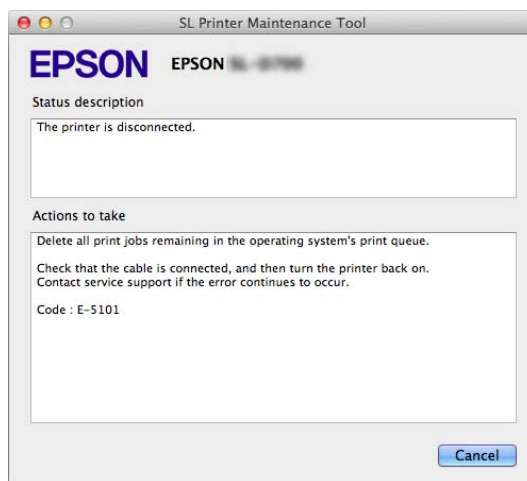 SL Printer Maintenance Tool
EPSON EPSON
Status description
The printer is disconnected.
Actions to take
Delete all print jobs remaining in the operating system's print queue.
Check that the cable is connected, and then turn the printer back on.
Contact service support if the error continues to occur.
Code : E-5101
Cancel